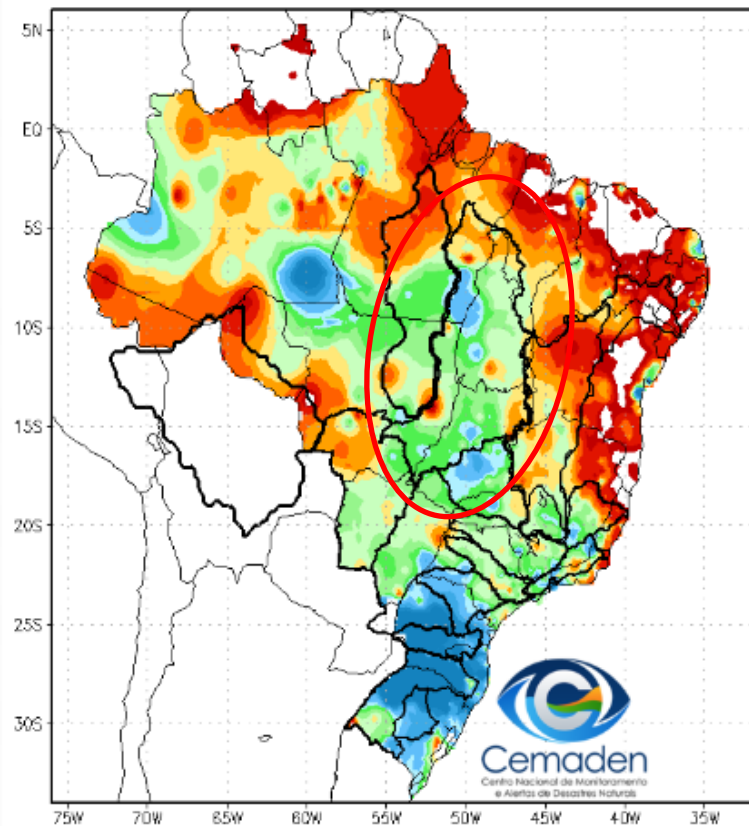 5N
EQ
5S
10S
15S
20S
25S
30S
Cemaden
Centro Nacional de Monitoramento
e Alertas de Desastres Naturais
75W 70W 65W 60W 55W 50W 45W 40W 35W